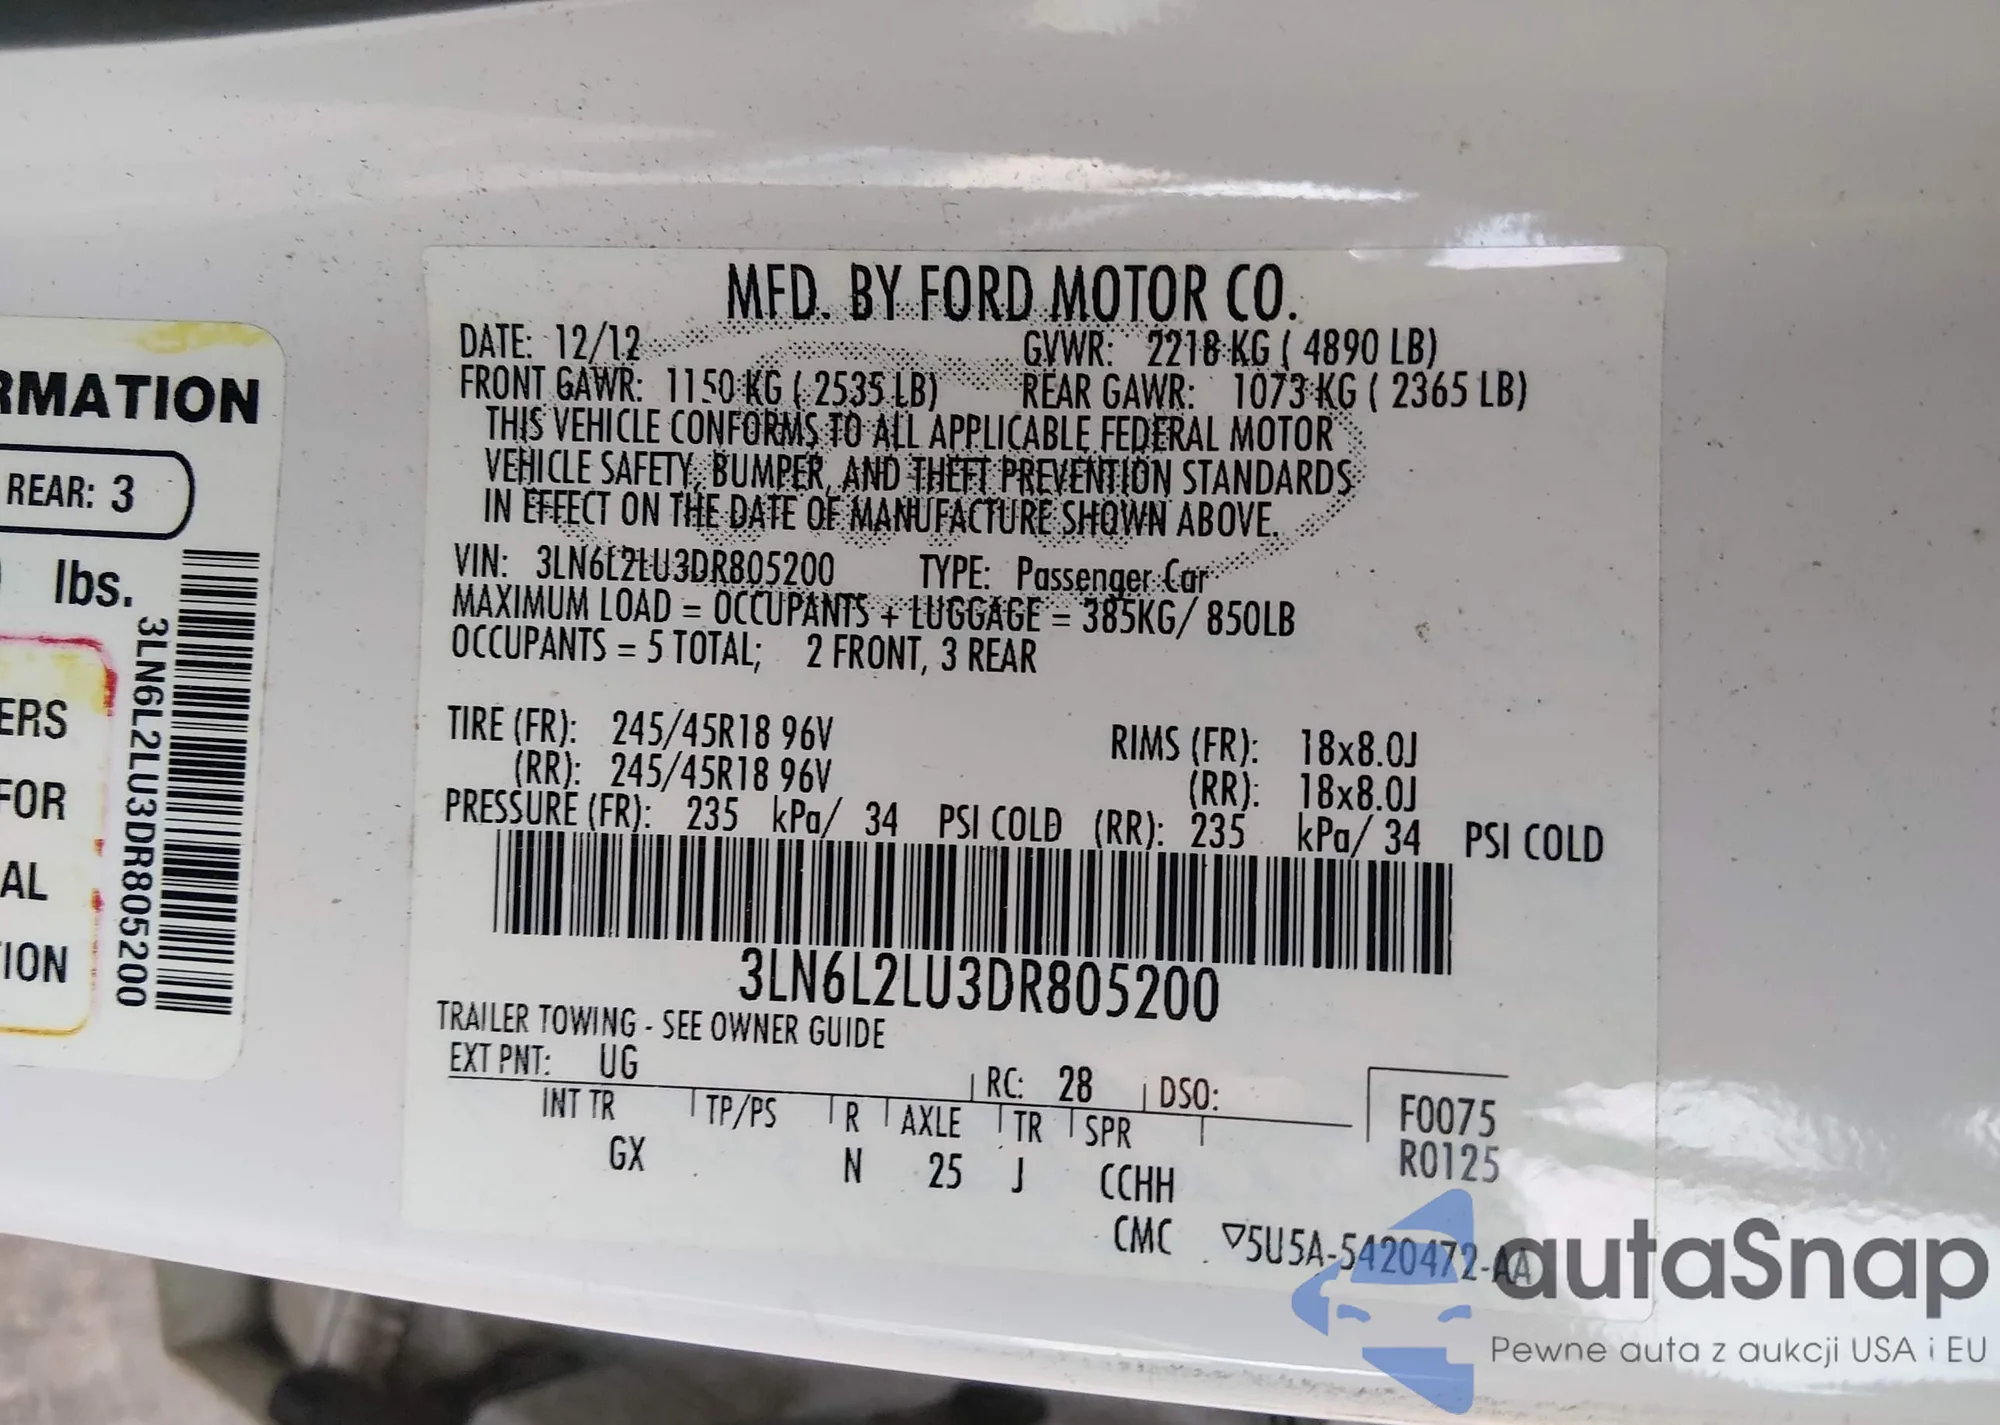 RMATION
REAR: 3
lbs.
ERS
FOR
AL
ION
3LN6L2LU3DR805200
MFD. BY FORD MOTOR CO.
DATE: 12/12 GVWR: 2218 KG ( 4890 LB)
FRONT GAWR: 1150 KG ( 2535 LB) REAR GAWR: 1073 KG ( 2365 LB)
THIS VEHICLE CONFORMS TO ALL APPLICABLE FEDERAL MOTOR
VEHICLE SAFETY, BUMPER, AND THEFT PREVENTION STANDARDS
IN EFFECT ON THE DATE OF MANUFACTURE SHOWN ABOVE.
VIN: 3LN6L2LU3DR805200 TYPE: Passenger Car
MAXIMUM LOAD = OCCUPANTS + LUGGAGE = 385KG/ 850LB
OCCUPANTS = 5 TOTAL; 2 FRONT, 3 REAR
TIRE (FR): 245/45R18 96V RIMS (FR): 18x8.0J
(RR): 245/45R18 96V (RR): 18x8.0J
PRESSURE (FR): 235 kPa/ 34 PSI COLD (RR): 235 kPa/ 34 PSI COLD
3LN6L2LU3DR805200
TRAILER TOWING - SEE OWNER GUIDE
EXT PNT: UG RC: 28 DSO:
INT TR TP/PS R AXLE TR SPR F0075
GX N 25 J CCHH R0125
CMC ▽5U5A-5420472-AA
autaSnap
Pewne auta z aukcji USA i EU